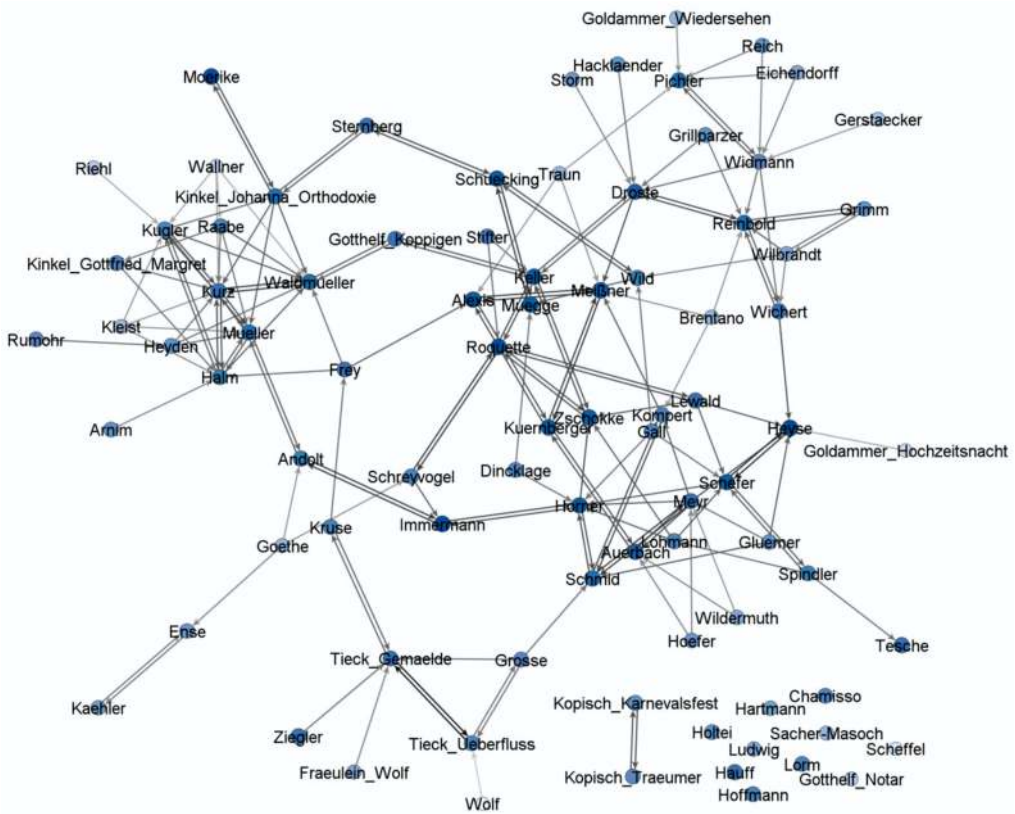 Goldammer_Wiedersehen
Reich
Hacklaender
Moerike
Storm
Pichler
Eichendorff
Gerstaecker
Sternberg
Grillparzer
Riehl
Wallner
Traun
Widmann
Schuecking
Kinkel_Johanna_Orthodoxie
Droste
Grimm
Kugler
Raabe
Reinbold
Gotthelf_Koppigen
Stifter
Wilbrandt
Kinkel_Gottfried_Margret
Waldmueller
Keller
Wild
Kurz
Alexis
Muegge
Meißner
Wichert
Kleist
Brentano
Rumohr
Heyden
Mueller
Roquette
Halm
Frey
Lewald
Arnim
Kuernberger
Zschokke
Kompert
Gall
Heyse
Goldammer_Hochzeitsnacht
Andolt
Schreyvogel
Dincklage
Schefer
Horner
Meyr
Kruse
Immermann
Goethe
Auerbach
Lohmann
Gluemer
Schmid
Spindler
Wildermuth
Ense
Hoefer
Tesche
Tieck_Gemaelde
Grosse
Kaehler
Kopisch_Karnevalsfest
Chamisso
Hartmann
Ziegler
Tieck_Ueberfluss
Holtei
Sacher-Masoch
Ludwig
Scheffel
Fraeulein_Wolf
Kopisch_Traeumer
Hauff
Lorm
Gotthelf_Notar
Wolf
Hoffmann